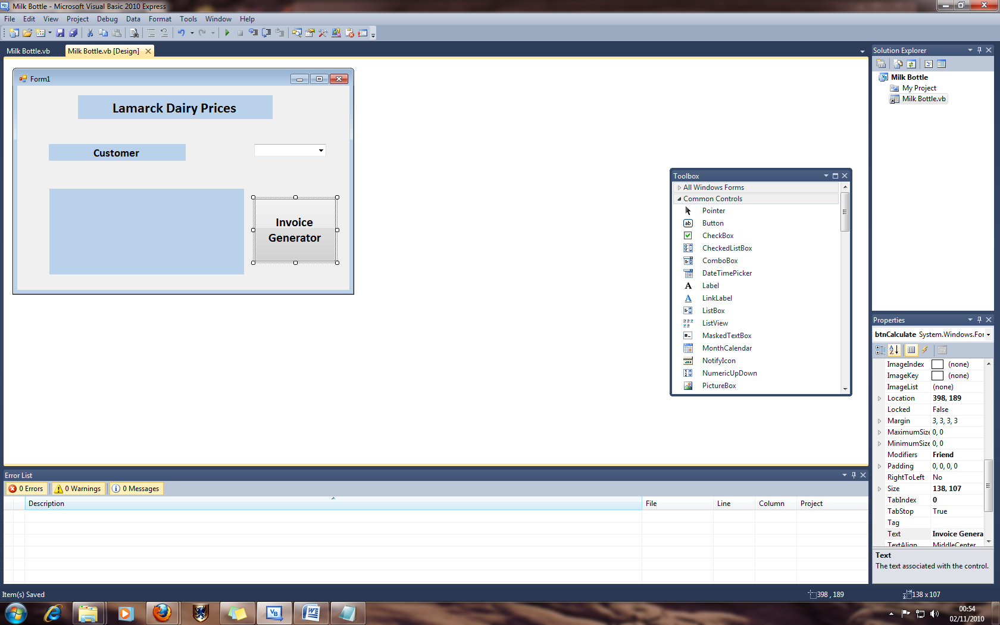 Milk Bottle - Microsoft Visual Basic 2010 Express
File Edit View Project Debug Data Format Tools Window Help
Milk Bottle.vb Milk Bottle.vb [Design]
Form1
Lamarck Dairy Prices
Customer
Invoice
Generator
Toolbox
All Windows Forms
Common Controls
Pointer
Button
CheckBox
CheckedListBox
ComboBox
DateTimePicker
Label
LinkLabel
ListBox
ListView
MaskedTextBox
MonthCalendar
NotifyIcon
NumericUpDown
PictureBox
Solution Explorer
Milk Bottle
My Project
Milk Bottle.vb
Properties
btnCalculate System.Windows.For
ImageIndex (none)
ImageKey (none)
ImageList (none)
Location 398, 189
Locked False
Margin 3, 3, 3, 3
MaximumSize 0, 0
MinimumSize 0, 0
Modifiers Friend
Padding 0, 0, 0, 0
RightToLeft No
Size 138, 107
TabIndex 0
TabStop True
Tag
Text Invoice Genera
TextAlign MiddleCenter
Text
The text associated with the control.
Error List
0 Errors 0 Warnings 0 Messages
Description File Line Column Project
Item(s) Saved 398 , 189 138 x 107
00:54
02/11/2010